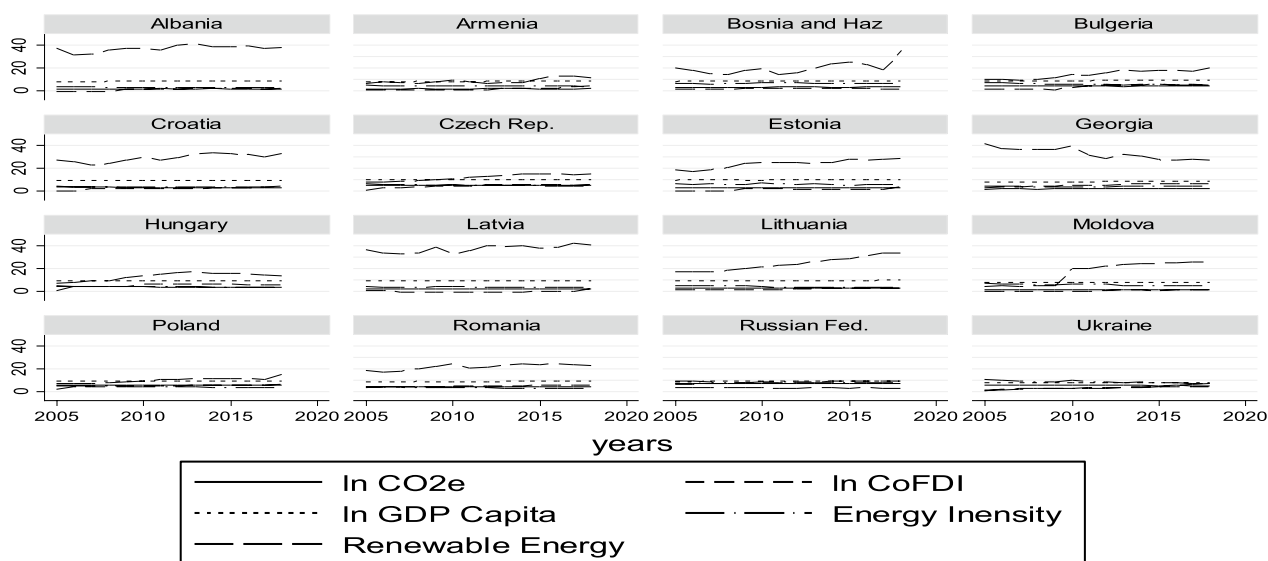 Albania Armenia Bosnia and Haz Bulgeria
40
20
0
Croatia Czech Rep. Estonia Georgia
40
20
0
Hungary Latvia Lithuania Moldova
40
20
0
Poland Romania Russian Fed. Ukraine
40
20
0
2005 2010 2015 2020 2005 2010 2015 2020 2005 2010 2015 2020 2005 2010 2015 2020
years
ln CO2e ln CoFDI
ln GDP Capita Energy Inensity
Renewable Energy